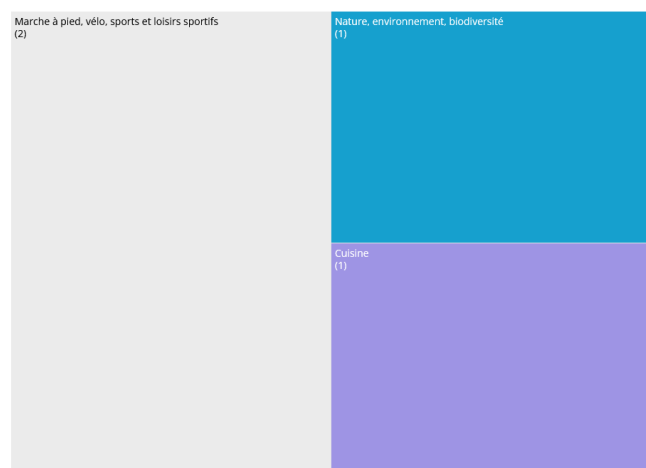 Marche à pied, vélo, sports et loisirs sportifs
(2)
Nature, environnement, biodiversité
(1)
Cuisine
(1)